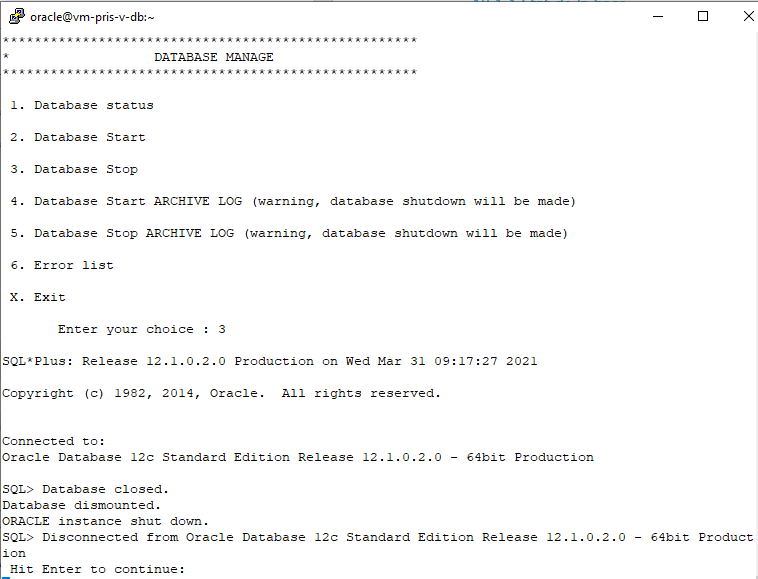 oracle@vm-pris-v-db:~
****************************************************
* DATABASE MANAGE
****************************************************
1. Database status
2. Database Start
3. Database Stop
4. Database Start ARCHIVE LOG (warning, database shutdown will be made)
5. Database Stop ARCHIVE LOG (warning, database shutdown will be made)
6. Error list
X. Exit
Enter your choice : 3
SQL*Plus: Release 12.1.0.2.0 Production on Wed Mar 31 09:17:27 2021
Copyright (c) 1982, 2014, Oracle.  All rights reserved.
Connected to:
Oracle Database 12c Standard Edition Release 12.1.0.2.0 - 64bit Production
SQL> Database closed.
Database dismounted.
ORACLE instance shut down.
SQL> Disconnected from Oracle Database 12c Standard Edition Release 12.1.0.2.0 - 64bit Product
ion
Hit Enter to continue: